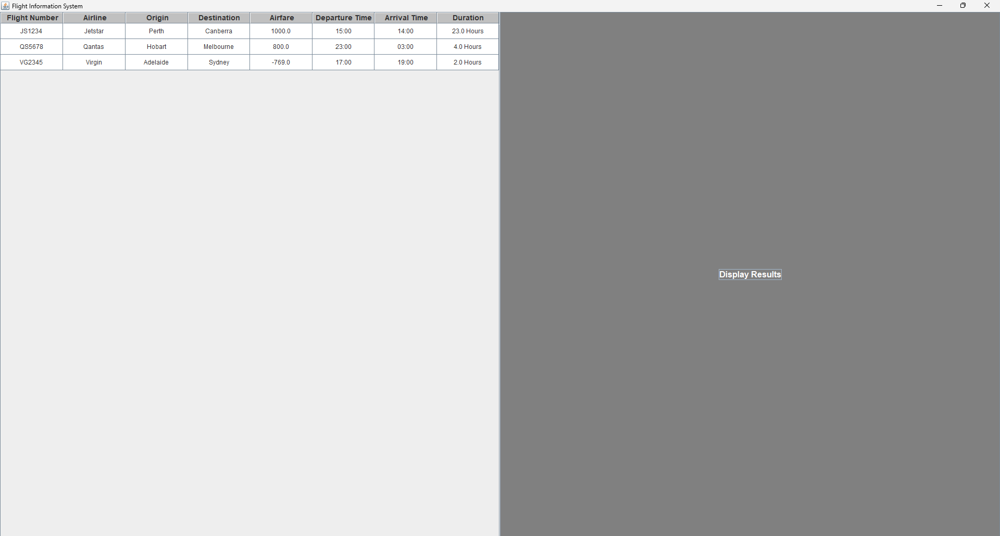 Flight Information System
Flight Number Airline Origin Destination Airfare Departure Time Arrival Time Duration
JS1234 Jetstar Perth Canberra 1000.0 15:00 14:00 23.0 Hours
QS5678 Qantas Hobart Melbourne 800.0 23:00 03:00 4.0 Hours
VG2345 Virgin Adelaide Sydney -769.0 17:00 19:00 2.0 Hours
Display Results